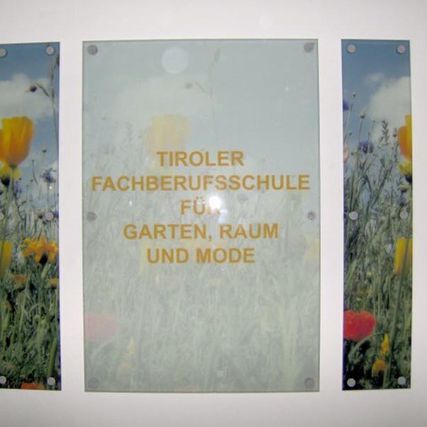 TIROLER
FACHBERUFSSCHULE
FÜR
GARTEN, RAUM
UND MODE